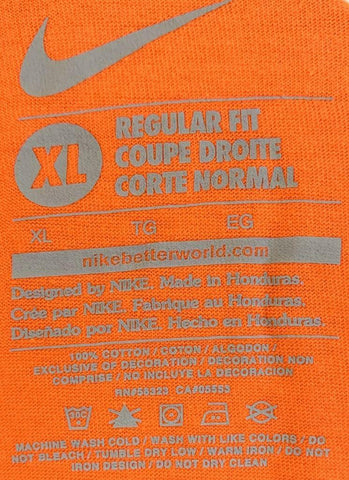 XL
REGULAR FIT
COUPE DROITE
CORTE NORMAL
XL TG EG
nikebetterworld.com
Designed by NIKE. Made in Honduras.
Créé par NIKE. Fabrique au Honduras.
Diseñado por NIKE. Hecho en Honduras.
100% COTTON / COTON / ALGODON
EXCLUSIVE OF DECORATION / DECORATION NON
COMPRISE / NO INCLUYE LA DECORACION.
RN#56323 CA#05553
MACHINE WASH COLD / WASH WITH LIKE COLORS / DO
NOT BLEACH / TUMBLE DRY LOW / WARM IRON / DO NOT
IRON DESIGN / DO NOT DRY CLEAN